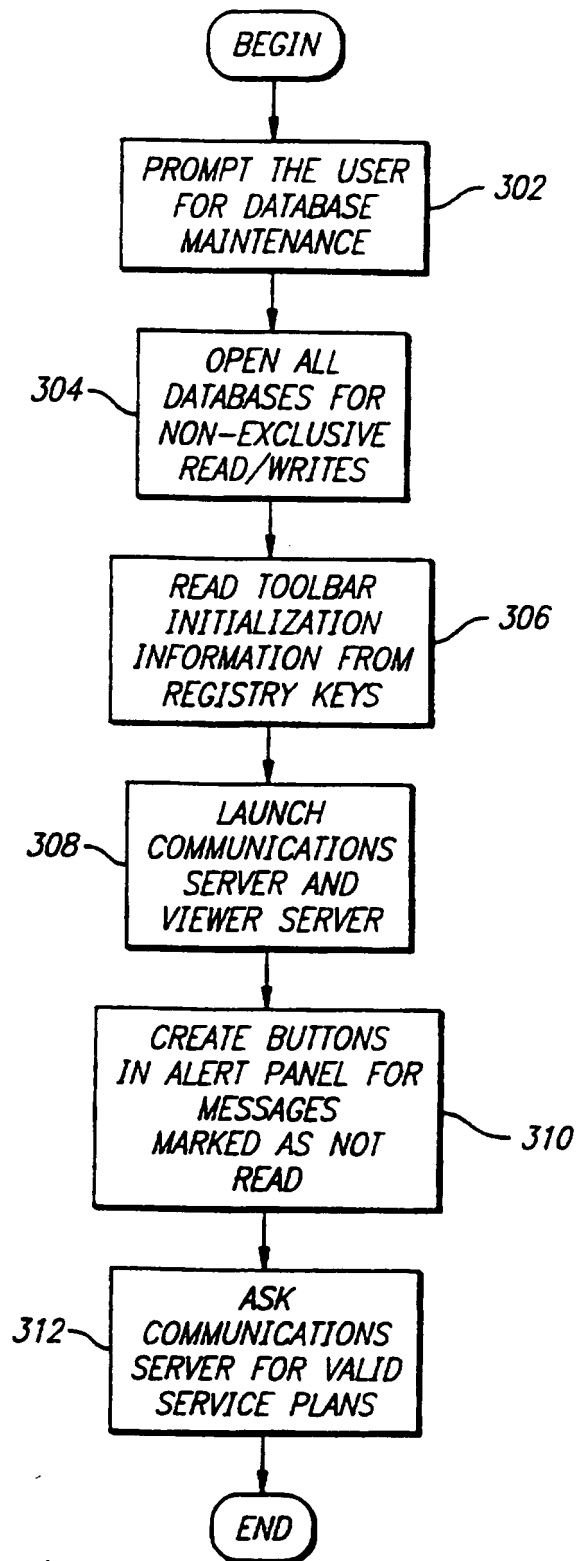 BEGIN
PROMPT THE USER
FOR DATABASE
MAINTENANCE
302
OPEN ALL
DATABASES FOR
NON-EXCLUSIVE
READ/WRITES
304
READ TOOLBAR
INITIALIZATION
INFORMATION FROM
REGISTRY KEYS
306
LAUNCH
COMMUNICATIONS
SERVER AND
VIEWER SERVER
308
CREATE BUTTONS
IN ALERT PANEL FOR
MESSAGES
MARKED AS NOT
READ
310
ASK
COMMUNICATIONS
SERVER FOR VALID
SERVICE PLANS
312
END